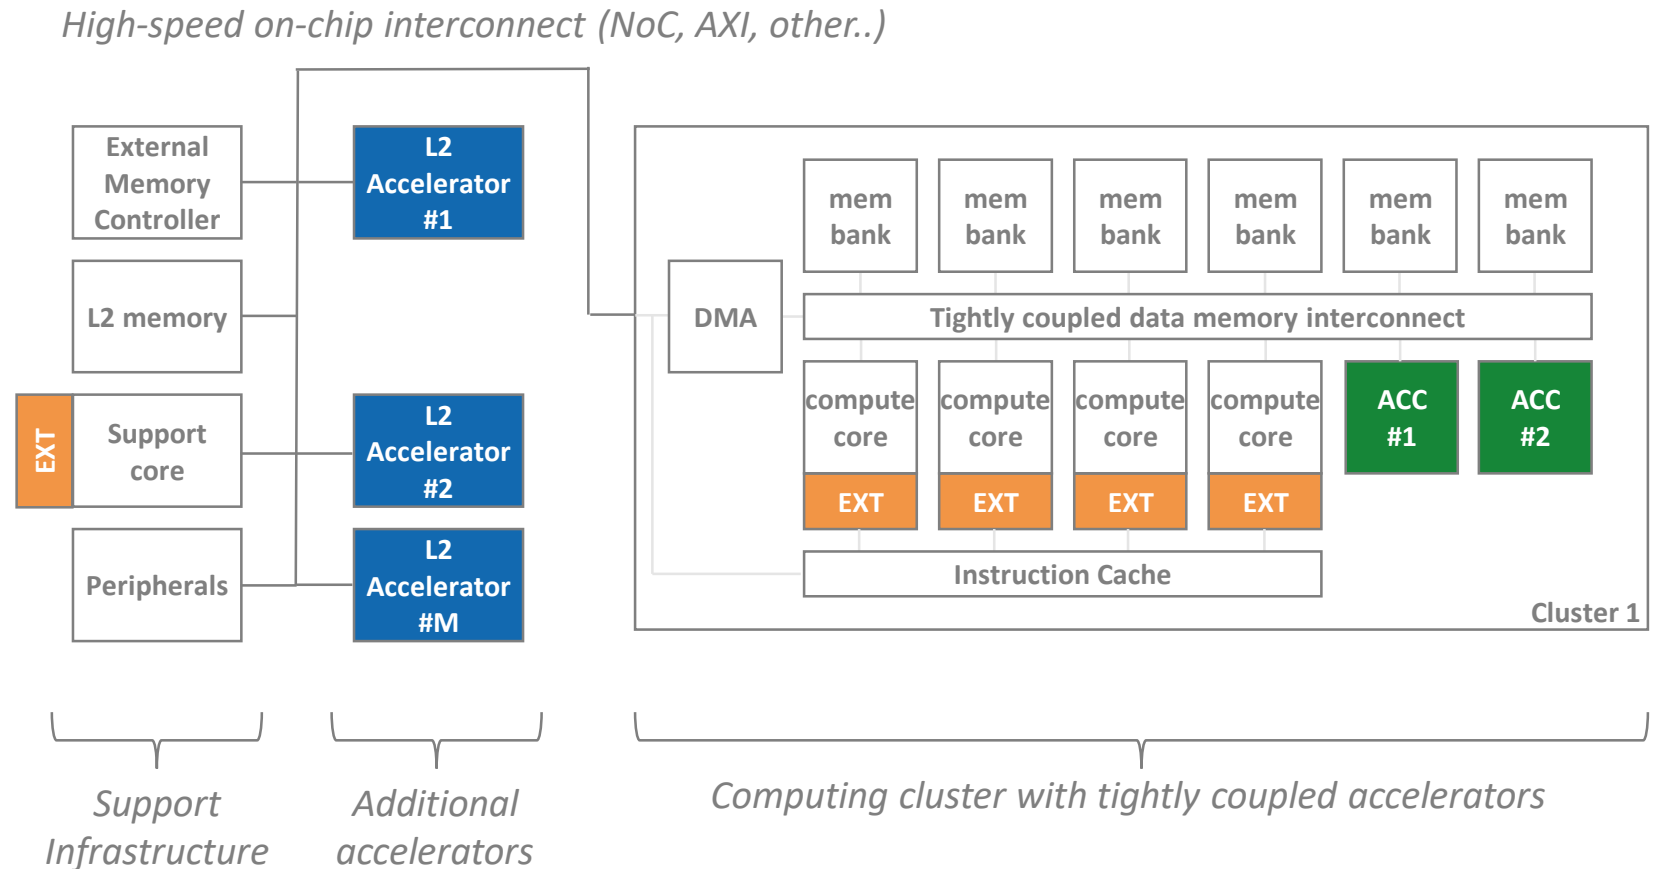 High-speed on-chip interconnect (NoC, AXI, other..)
External
Memory
Controller
L2 memory
EXT
Support
core
Peripherals
L2
Accelerator
#1
L2
Accelerator
#2
L2
Accelerator
#M
DMA
mem
bank
mem
bank
mem
bank
mem
bank
mem
bank
mem
bank
Tightly coupled data memory interconnect
compute
core
EXT
compute
core
EXT
compute
core
EXT
compute
core
EXT
ACC
#1
ACC
#2
Instruction Cache
Cluster 1
Support
Infrastructure
Additional
accelerators
Computing cluster with tightly coupled accelerators